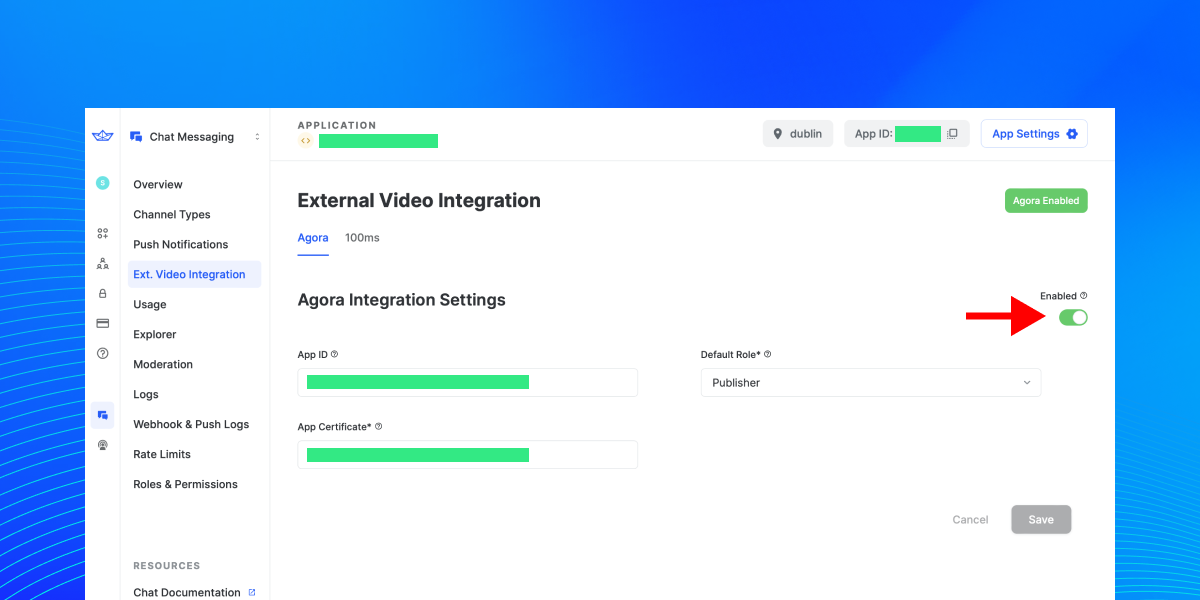 Chat Messaging
APPLICATION
dublin
App ID:
App Settings
S
Overview
Channel Types
Push Notifications
Ext. Video Integration
Usage
Explorer
Moderation
Logs
Webhook & Push Logs
Rate Limits
Roles & Permissions
RESOURCES
Chat Documentation
External Video Integration
Agora Enabled
Agora 100ms
Agora Integration Settings
Enabled
App ID
Default Role*
Publisher
App Certificate*
Cancel
Save